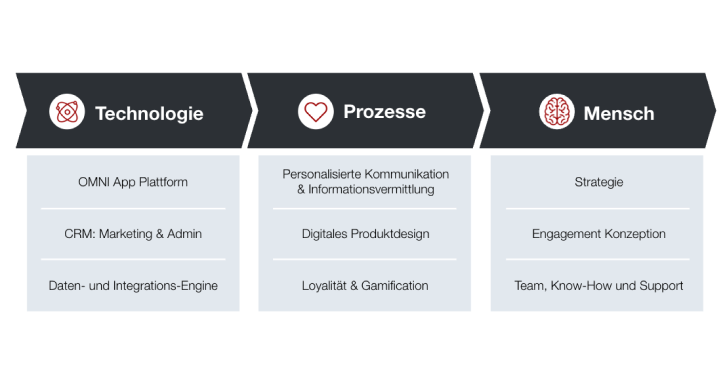 Technologie
OMNI App Plattform
CRM: Marketing & Admin
Daten- und Integrations-Engine
Prozesse
Personalisierte Kommunikation
& Informationsvermittlung
Digitales Produktdesign
Loyalität & Gamification
Mensch
Strategie
Engagement Konzeption
Team, Know-How und Support